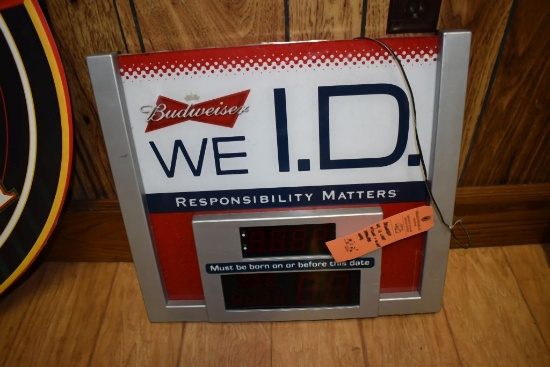 Budweiser
WE I.D.
RESPONSIBILITY MATTERS
Must be born on or before this date